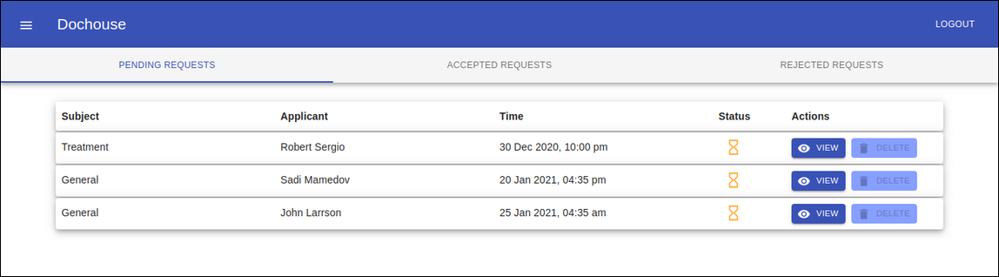 Dochouse LOGOUT
PENDING REQUESTS ACCEPTED REQUESTS REJECTED REQUESTS
Subject Applicant Time Status Actions
Treatment Robert Sergio 30 Dec 2020, 10:00 pm VIEW DELETE
General Sadi Mamedov 20 Jan 2021, 04:35 pm VIEW DELETE
General John Larrson 25 Jan 2021, 04:35 am VIEW DELETE